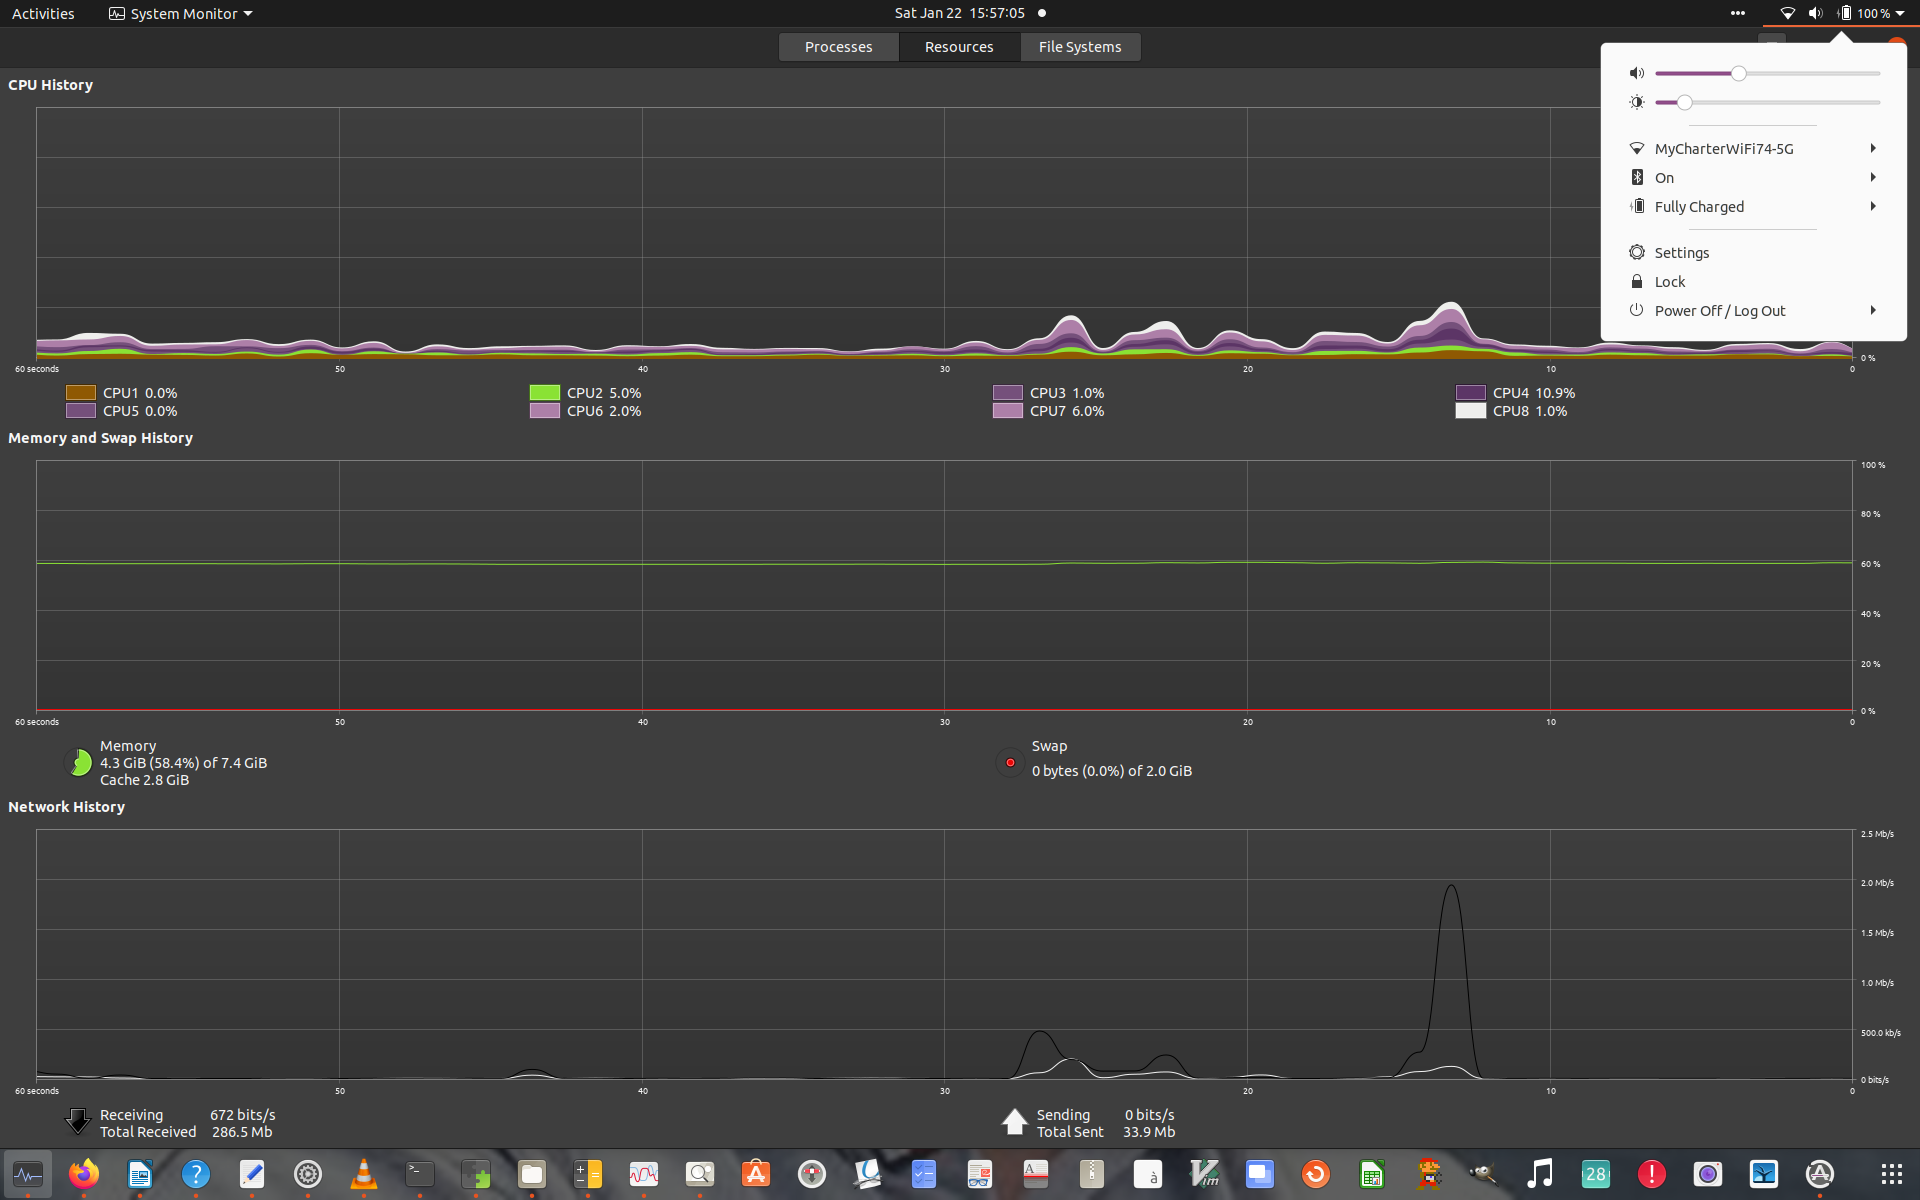 Activities System Monitor Sat Jan 22 15:57:05 100 %
Processes Resources File Systems
CPU History
MyCharterWiFi74-5G
On
Fully Charged
Settings
Lock
Power Off / Log Out
0 %
60 seconds 50 40 30 20 10 0
CPU1 0.0% CPU2 5.0% CPU3 1.0% CPU4 10.9%
CPU5 0.0% CPU6 2.0% CPU7 6.0% CPU8 1.0%
Memory and Swap History
100 %
80 %
60 %
40 %
20 %
0 %
60 seconds 50 40 30 20 10 0
Memory
4.3 GiB (58.4%) of 7.4 GiB
Cache 2.8 GiB
Swap
0 bytes (0.0%) of 2.0 GiB
Network History
2.5 Mb/s
2.0 Mb/s
1.5 Mb/s
1.0 Mb/s
500.0 kb/s
0 bits/s
60 seconds 50 40 30 20 10 0
Receiving 672 bits/s
Total Received 286.5 Mb
Sending 0 bits/s
Total Sent 33.9 Mb
? >_ A à Vim 28 !